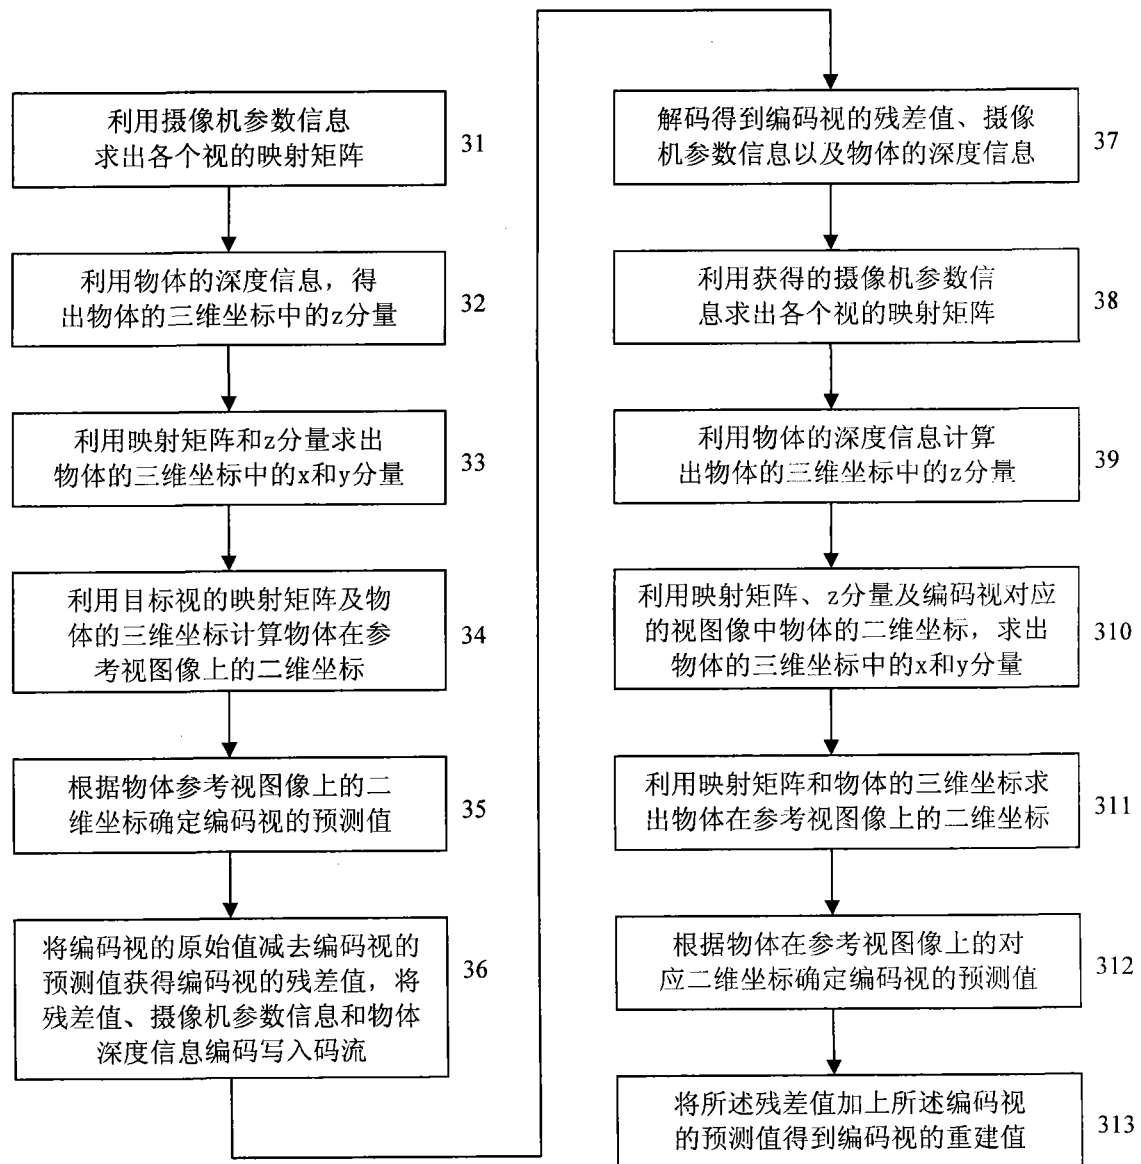 利用摄像机参数信息
求出各个视的映射矩阵
31
利用物体的深度信息，得
出物体的三维坐标中的z分量
32
利用映射矩阵和z分量求出
物体的三维坐标中的x和y分量
33
利用目标视的映射矩阵及物
体的三维坐标计算物体在参
考视图像上的二维坐标
34
根据物体参考视图像上的二
维坐标确定编码视的预测值
35
将编码视的原始值减去编码视的
预测值获得编码视的残差值，将
残差值、摄像机参数信息和物体
深度信息编码写入码流
36
解码得到编码视的残差值、摄像
机参数信息以及物体的深度信息
37
利用获得的摄像机参数信
息求出各个视的映射矩阵
38
利用物体的深度信息计算
出物体的三维坐标中的z分量
39
利用映射矩阵、z分量及编码视对应
的视图像中物体的二维坐标，求出
物体的三维坐标中的x和y分量
310
利用映射矩阵和物体的三维坐标求
出物体在参考视图像上的二维坐标
311
根据物体在参考视图像上的对
应二维坐标确定编码视的预测值
312
将所述残差值加上所述编码视
的预测值得到编码视的重建值
313